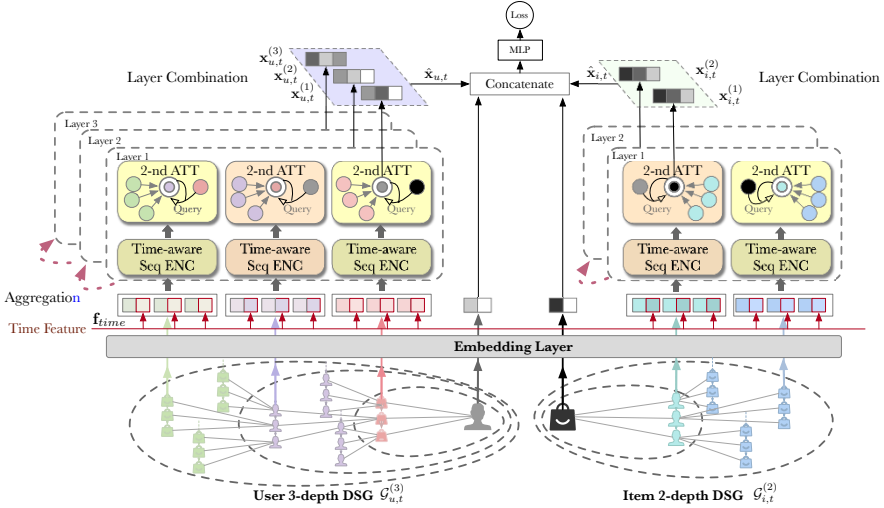 Loss
MLP
Concatenate
x_{u,t}^{(3)}
x_{u,t}^{(2)}
x_{u,t}^{(1)}
x̂_{u,t}
x̂_{i,t}
x_{i,t}^{(2)}
x_{i,t}^{(1)}
Layer Combination
Layer Combination
Layer 3
Layer 2
Layer 1
Layer 2
Layer 1
2-nd ATT
Query
2-nd ATT
Query
2-nd ATT
Query
2-nd ATT
Query
2-nd ATT
Query
Time-aware
Seq ENC
Time-aware
Seq ENC
Time-aware
Seq ENC
Time-aware
Seq ENC
Time-aware
Seq ENC
Aggregation
Time Feature
f_{time}
Embedding Layer
User 3-depth DSG 𝒢_{u,t}^{(3)}
Item 2-depth DSG 𝒢_{i,t}^{(2)}